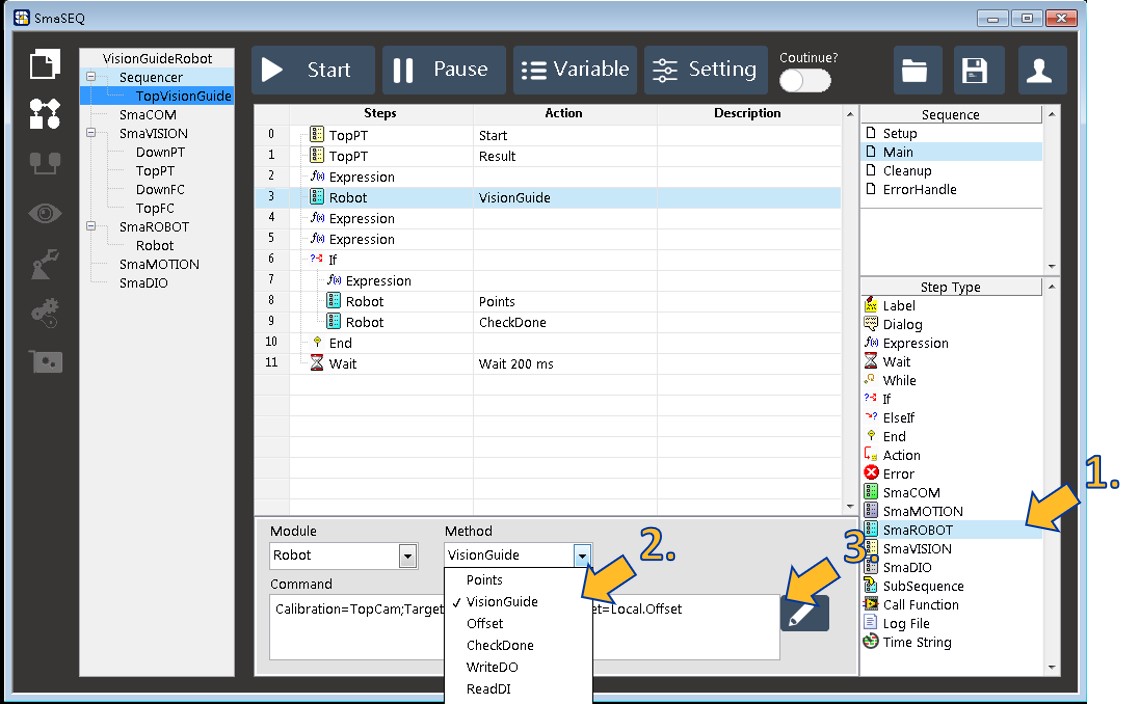 SmaSEQ
VisionGuideRobot
Sequencer
TopVisionGuide
SmaCOM
SmaVISION
DownPT
TopPT
DownFC
TopFC
SmaROBOT
Robot
SmaMOTION
SmaDIO
Start
Pause
Variable
Setting
Coutinue?
Steps Action Description
0 TopPT Start
1 TopPT Result
2 f(x) Expression
3 Robot VisionGuide
4 f(x) Expression
5 f(x) Expression
6 If
7 f(x) Expression
8 Robot Points
9 Robot CheckDone
10 End
11 Wait Wait 200 ms
Sequence
Setup
Main
Cleanup
ErrorHandle
Step Type
Label
Dialog
f(x) Expression
Wait
While
If
ElseIf
End
Action
Error
SmaCOM
SmaMOTION
SmaROBOT
SmaVISION
SmaDIO
SubSequence
Call Function
Log File
Time String
1.
Module
Robot
Method
VisionGuide
2.
Points
✓ VisionGuide
Offset
CheckDone
WriteDO
ReadDI
Command
Calibration=TopCam;Target et=Local.Offset
3.